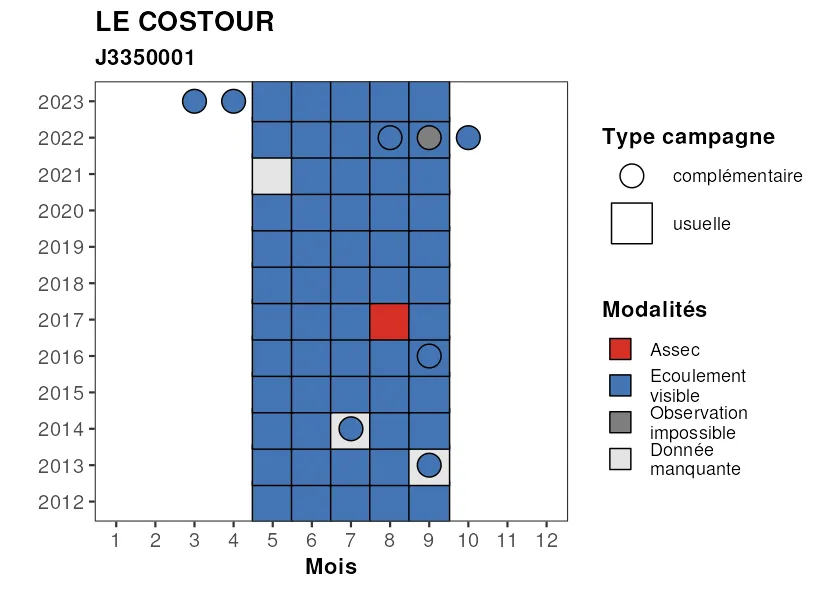 LE COSTOUR
J3350001
2023
2022
2021
2020
2019
2018
2017
2016
2015
2014
2013
2012
1 2 3 4 5 6 7 8 9 10 11 12
Mois
Type campagne
complémentaire
usuelle
Modalités
Assec
Ecoulement
visible
Observation
impossible
Donnée
manquante